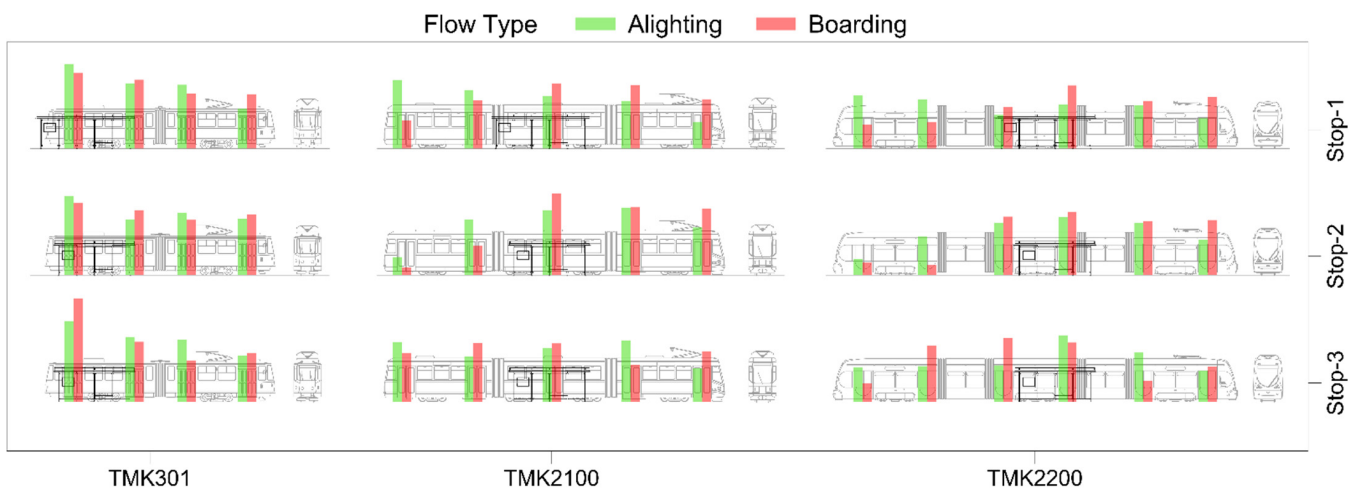 Flow Type Alighting Boarding
Stop-1
Stop-2
Stop-3
TMK301 TMK2100 TMK2200